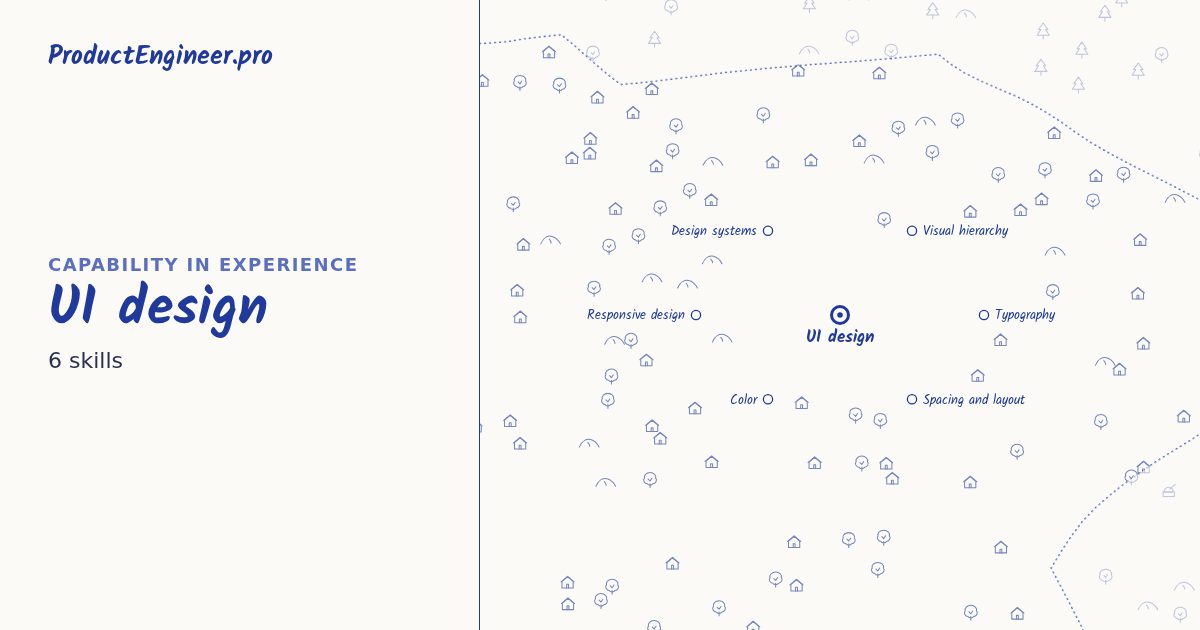 ProductEngineer.pro
CAPABILITY IN EXPERIENCE
UI design
6 skills
Design systems
Visual hierarchy
Responsive design
Typography
UI design
Color
Spacing and layout